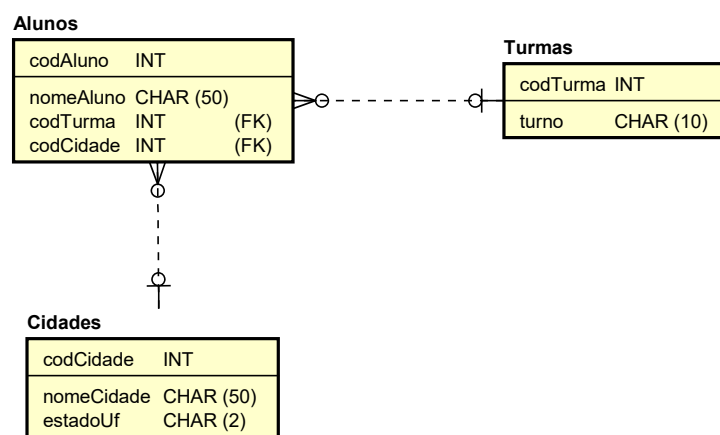 Alunos
codAluno INT
nomeAluno CHAR (50)
codTurma INT (FK)
codCidade INT (FK)
Turmas
codTurma INT
turno CHAR (10)
Cidades
codCidade INT
nomeCidade CHAR (50)
estadoUf CHAR (2)